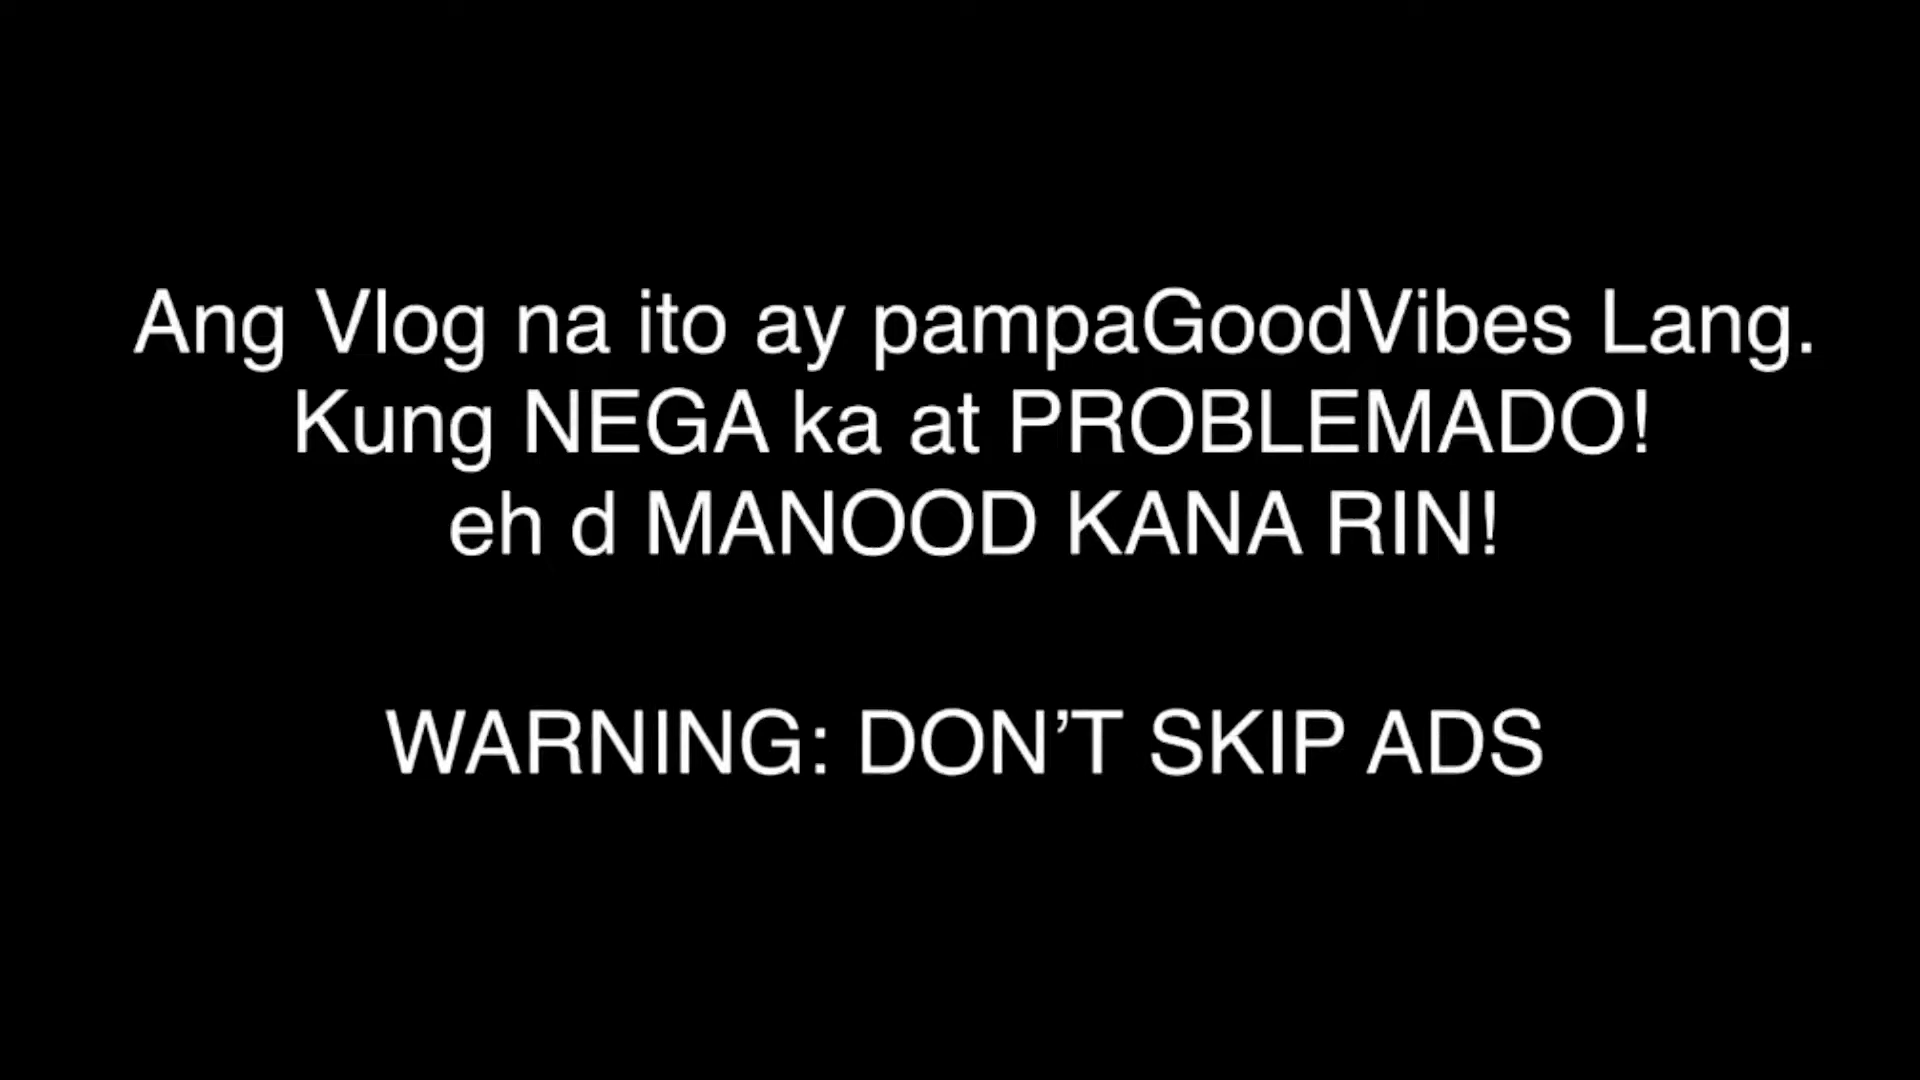 Ang Vlog na ito ay pampaGoodVibes Lang.
Kung NEGA ka at PROBLEMADO!
eh d MANOOD KANA RIN!
WARNING: DON’T SKIP ADS